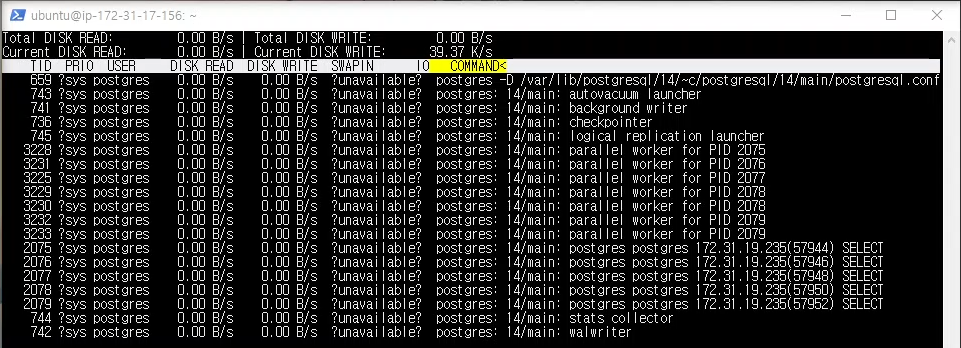 ubuntu@ip-172-31-17-156: ~
Total DISK READ: 0.00 B/s | Total DISK WRITE: 0.00 B/s
Current DISK READ: 0.00 B/s | Current DISK WRITE: 39.37 K/s
TID PRIO USER DISK READ DISK WRITE SWAPIN IO COMMAND<
659 ?sys postgres 0.00 B/s 0.00 B/s ?unavailable? postgres -D /var/lib/postgresql/14/~c/postgresql/14/main/postgresql.conf
743 ?sys postgres 0.00 B/s 0.00 B/s ?unavailable? postgres: 14/main: autovacuum launcher
741 ?sys postgres 0.00 B/s 0.00 B/s ?unavailable? postgres: 14/main: background writer
736 ?sys postgres 0.00 B/s 0.00 B/s ?unavailable? postgres: 14/main: checkpointer
745 ?sys postgres 0.00 B/s 0.00 B/s ?unavailable? postgres: 14/main: logical replication launcher
3228 ?sys postgres 0.00 B/s 0.00 B/s ?unavailable? postgres: 14/main: parallel worker for PID 2075
3231 ?sys postgres 0.00 B/s 0.00 B/s ?unavailable? postgres: 14/main: parallel worker for PID 2076
3225 ?sys postgres 0.00 B/s 0.00 B/s ?unavailable? postgres: 14/main: parallel worker for PID 2077
3229 ?sys postgres 0.00 B/s 0.00 B/s ?unavailable? postgres: 14/main: parallel worker for PID 2078
3230 ?sys postgres 0.00 B/s 0.00 B/s ?unavailable? postgres: 14/main: parallel worker for PID 2078
3232 ?sys postgres 0.00 B/s 0.00 B/s ?unavailable? postgres: 14/main: parallel worker for PID 2079
3233 ?sys postgres 0.00 B/s 0.00 B/s ?unavailable? postgres: 14/main: parallel worker for PID 2079
2075 ?sys postgres 0.00 B/s 0.00 B/s ?unavailable? postgres: 14/main: postgres postgres 172.31.19.235(57944) SELECT
2076 ?sys postgres 0.00 B/s 0.00 B/s ?unavailable? postgres: 14/main: postgres postgres 172.31.19.235(57946) SELECT
2077 ?sys postgres 0.00 B/s 0.00 B/s ?unavailable? postgres: 14/main: postgres postgres 172.31.19.235(57948) SELECT
2078 ?sys postgres 0.00 B/s 0.00 B/s ?unavailable? postgres: 14/main: postgres postgres 172.31.19.235(57950) SELECT
2079 ?sys postgres 0.00 B/s 0.00 B/s ?unavailable? postgres: 14/main: postgres postgres 172.31.19.235(57952) SELECT
744 ?sys postgres 0.00 B/s 0.00 B/s ?unavailable? postgres: 14/main: stats collector
742 ?sys postgres 0.00 B/s 0.00 B/s ?unavailable? postgres: 14/main: walwriter